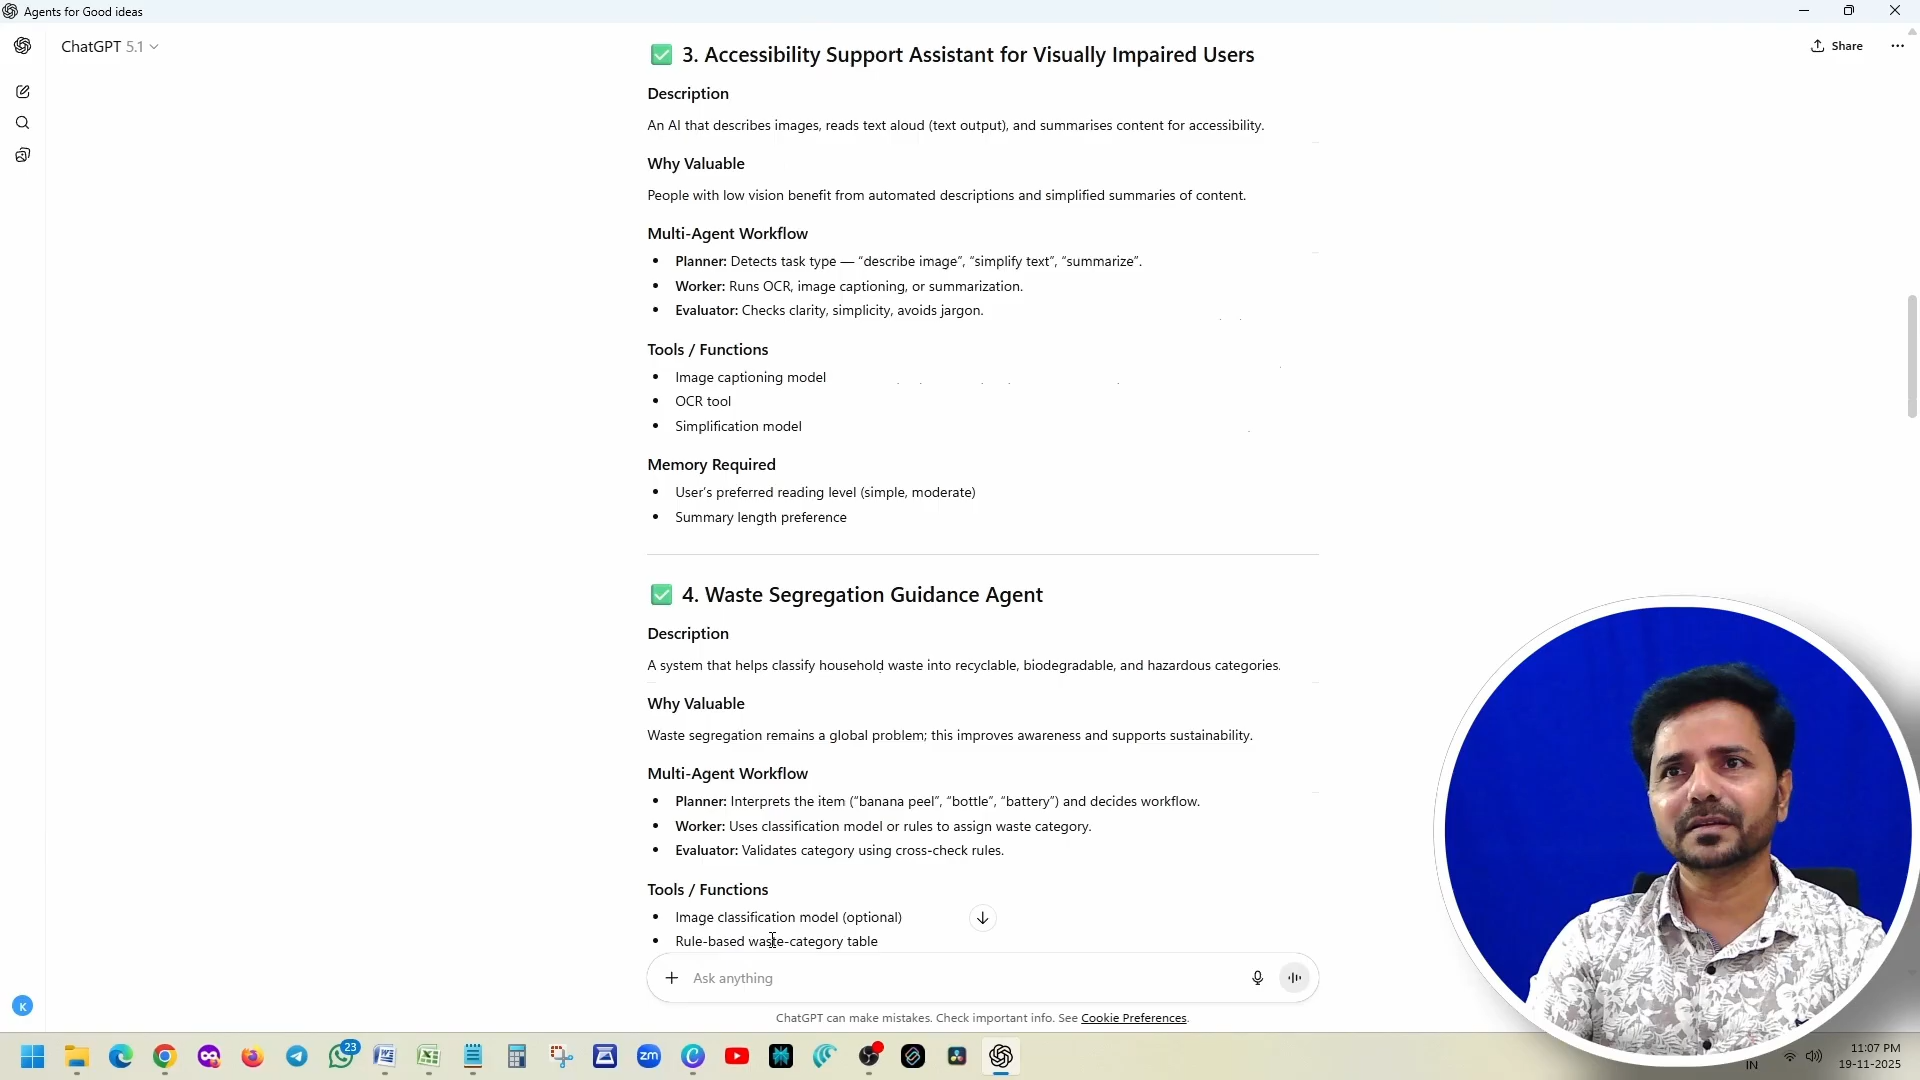 Agents for Good ideas
ChatGPT 5.1
Share
✅ 3. Accessibility Support Assistant for Visually Impaired Users
Description
An AI that describes images, reads text aloud (text output), and summarises content for accessibility.
Why Valuable
People with low vision benefit from automated descriptions and simplified summaries of content.
Multi-Agent Workflow
• Planner: Detects task type — “describe image”, “simplify text”, “summarize”.
• Worker: Runs OCR, image captioning, or summarization.
• Evaluator: Checks clarity, simplicity, avoids jargon.
Tools / Functions
• Image captioning model
• OCR tool
• Simplification model
Memory Required
• User’s preferred reading level (simple, moderate)
• Summary length preference
✅ 4. Waste Segregation Guidance Agent
Description
A system that helps classify household waste into recyclable, biodegradable, and hazardous categories.
Why Valuable
Waste segregation remains a global problem; this improves awareness and supports sustainability.
Multi-Agent Workflow
• Planner: Interprets the item (“banana peel”, “bottle”, “battery”) and decides workflow.
• Worker: Uses classification model or rules to assign waste category.
• Evaluator: Validates category using cross-check rules.
Tools / Functions
• Image classification model (optional)
• Rule-based waste-category table
Ask anything
ChatGPT can make mistakes. Check important info. See Cookie Preferences.
K
23
zm
IN
11:07 PM
19-11-2025